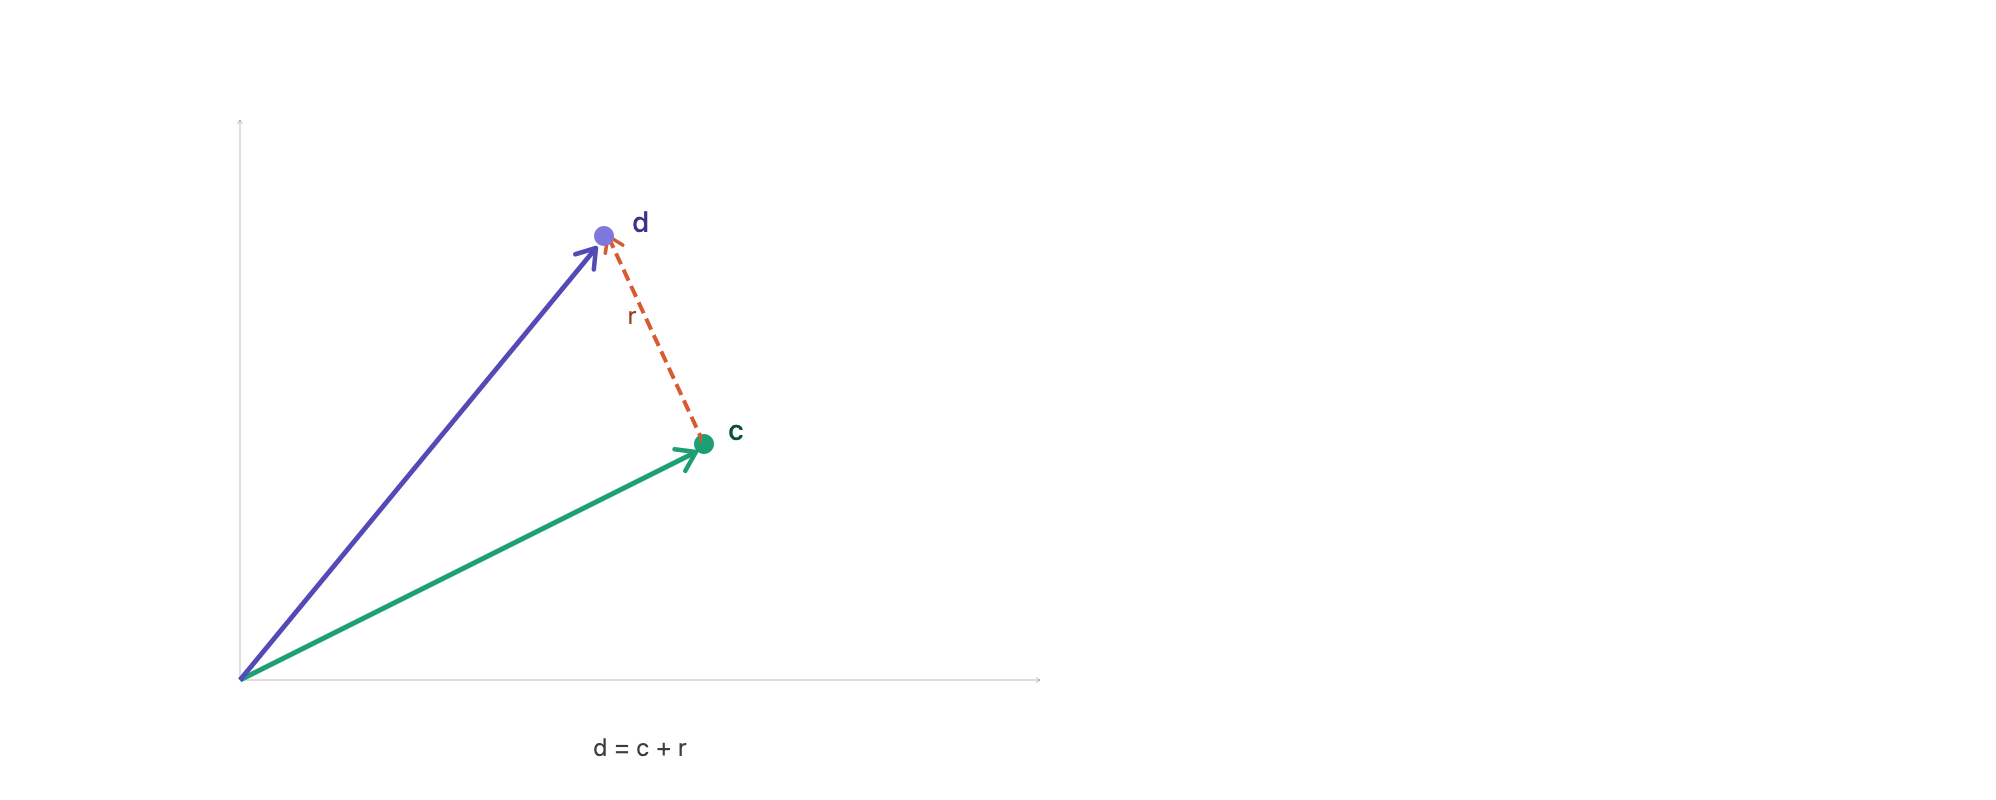 d
r
c
d = c + r